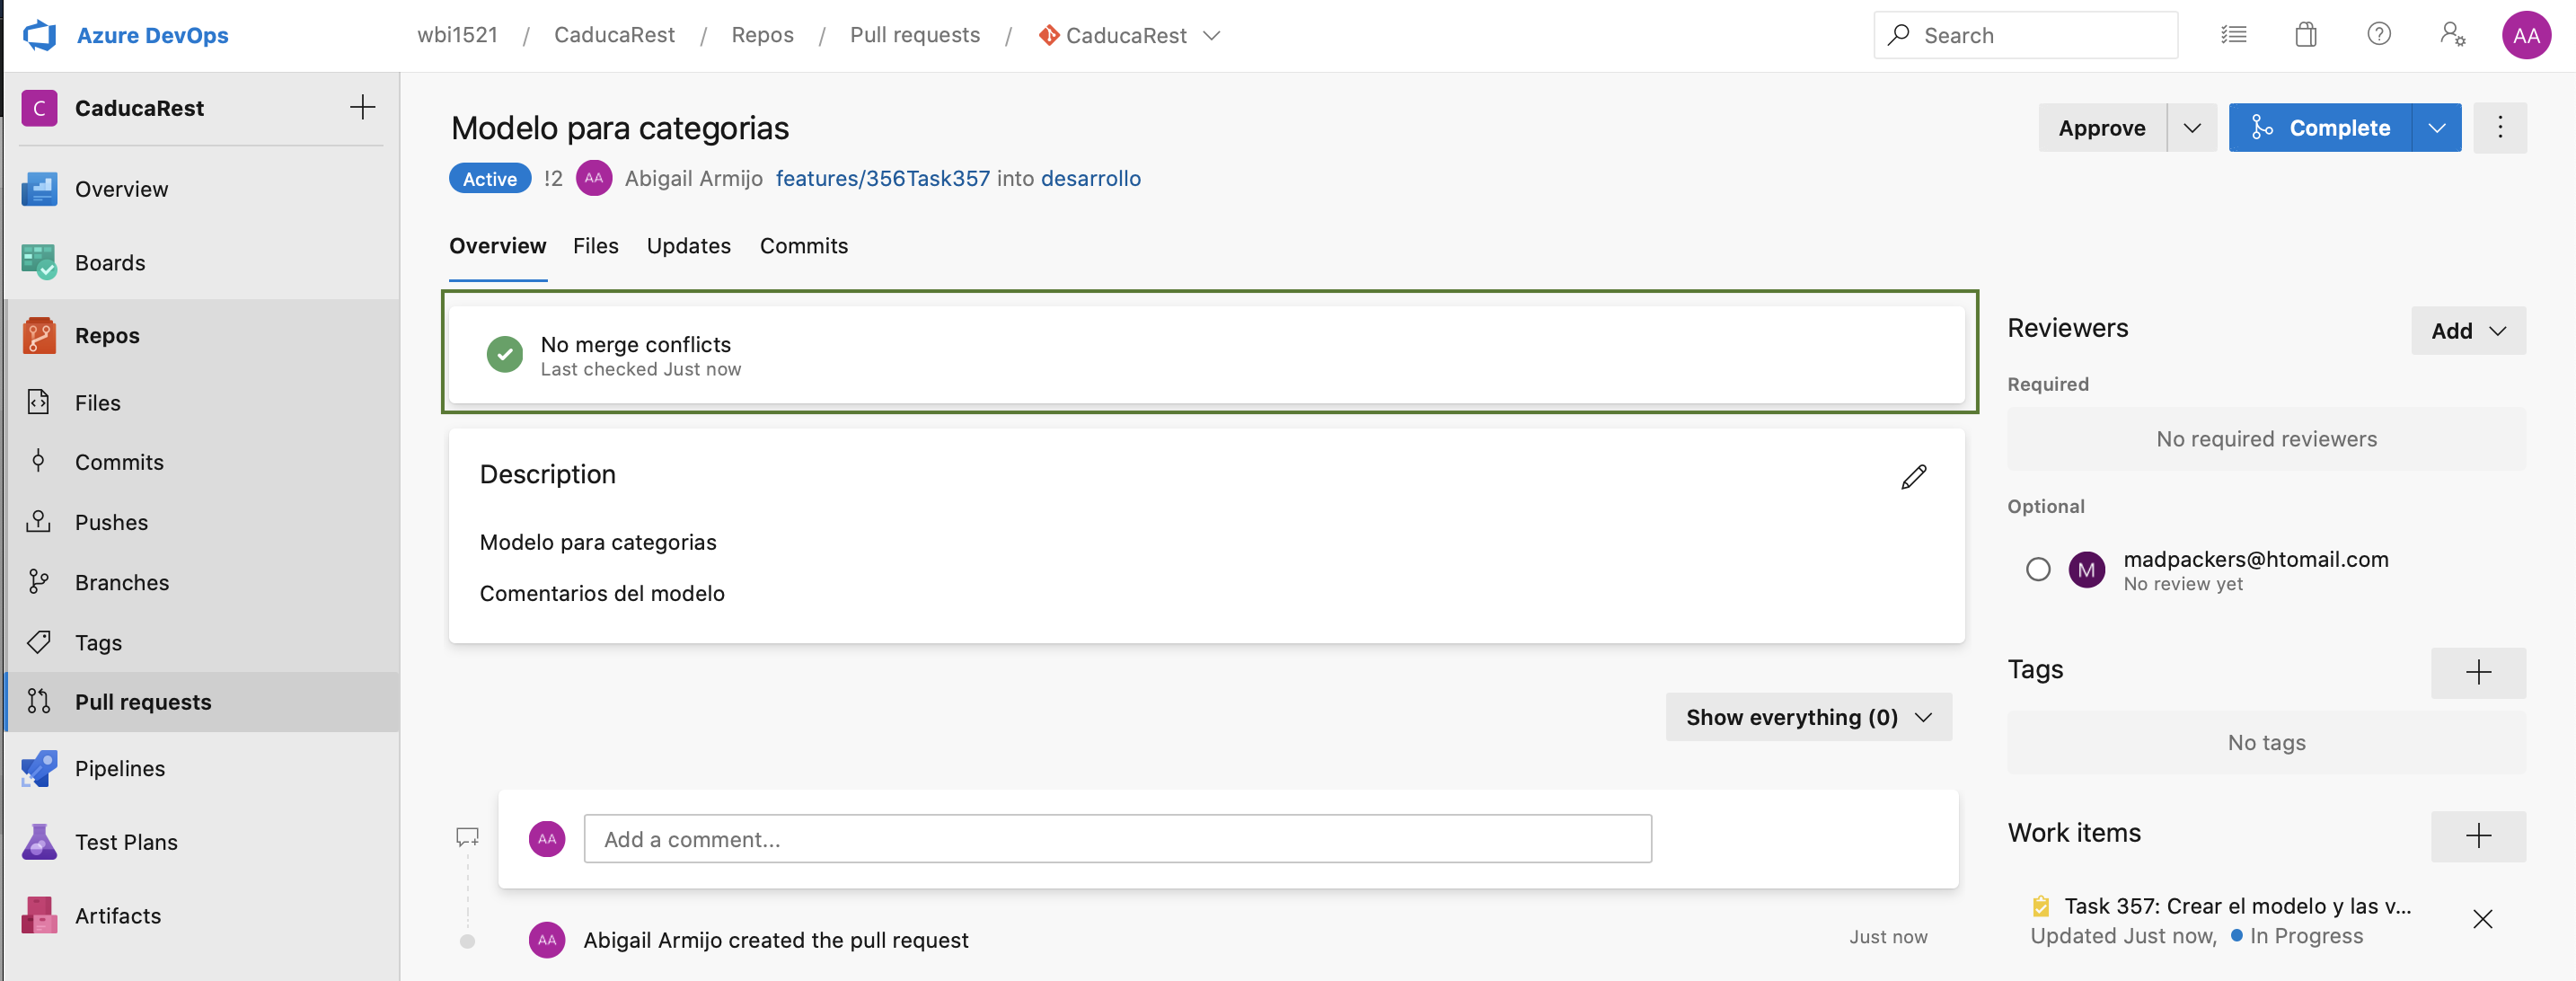 Azure DevOps
wbi1521 / CaducaRest / Repos / Pull requests / CaducaRest
Search
AA
C CaducaRest
Overview
Boards
Repos
Files
Commits
Pushes
Branches
Tags
Pull requests
Pipelines
Test Plans
Artifacts
Modelo para categorias
Approve
Complete
Active !2 AA Abigail Armijo features/356Task357 into desarrollo
Overview Files Updates Commits
No merge conflicts
Last checked Just now
Description
Modelo para categorias
Comentarios del modelo
Show everything (0)
AA Add a comment...
AA Abigail Armijo created the pull request Just now
Reviewers
Add
Required
No required reviewers
Optional
M madpackers@htomail.com
No review yet
Tags
No tags
Work items
Task 357: Crear el modelo y las v...
Updated Just now, In Progress